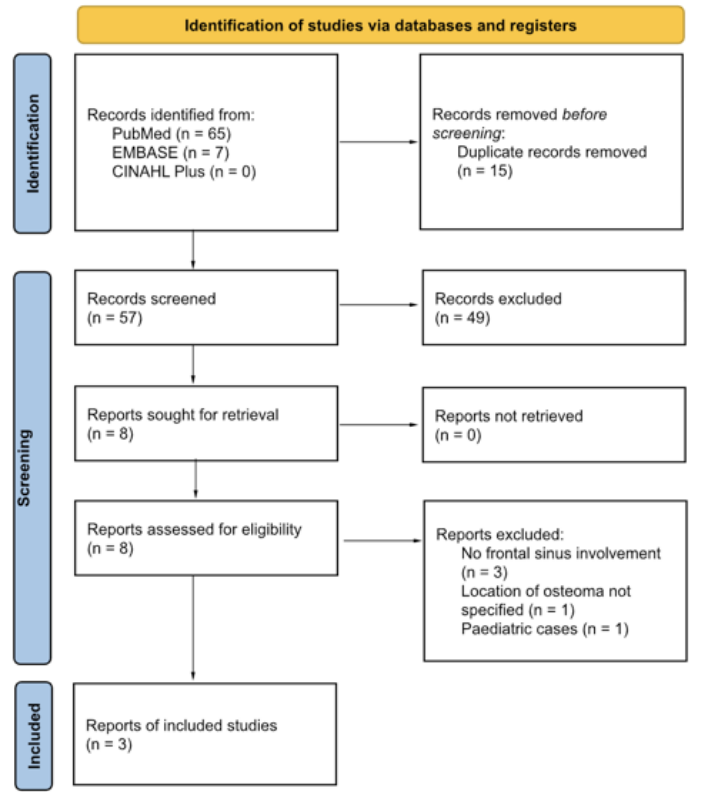 Identification of studies via databases and registers
Identification
Records identified from:
PubMed (n = 65)
EMBASE (n = 7)
CINAHL Plus (n = 0)
Records removed before
screening:
Duplicate records removed
(n = 15)
Screening
Records screened
(n = 57)
Records excluded
(n = 49)
Reports sought for retrieval
(n = 8)
Reports not retrieved
(n = 0)
Reports assessed for eligibility
(n = 8)
Reports excluded:
No frontal sinus involvement
(n = 3)
Location of osteoma not
specified (n = 1)
Paediatric cases (n = 1)
Included
Reports of included studies
(n = 3)